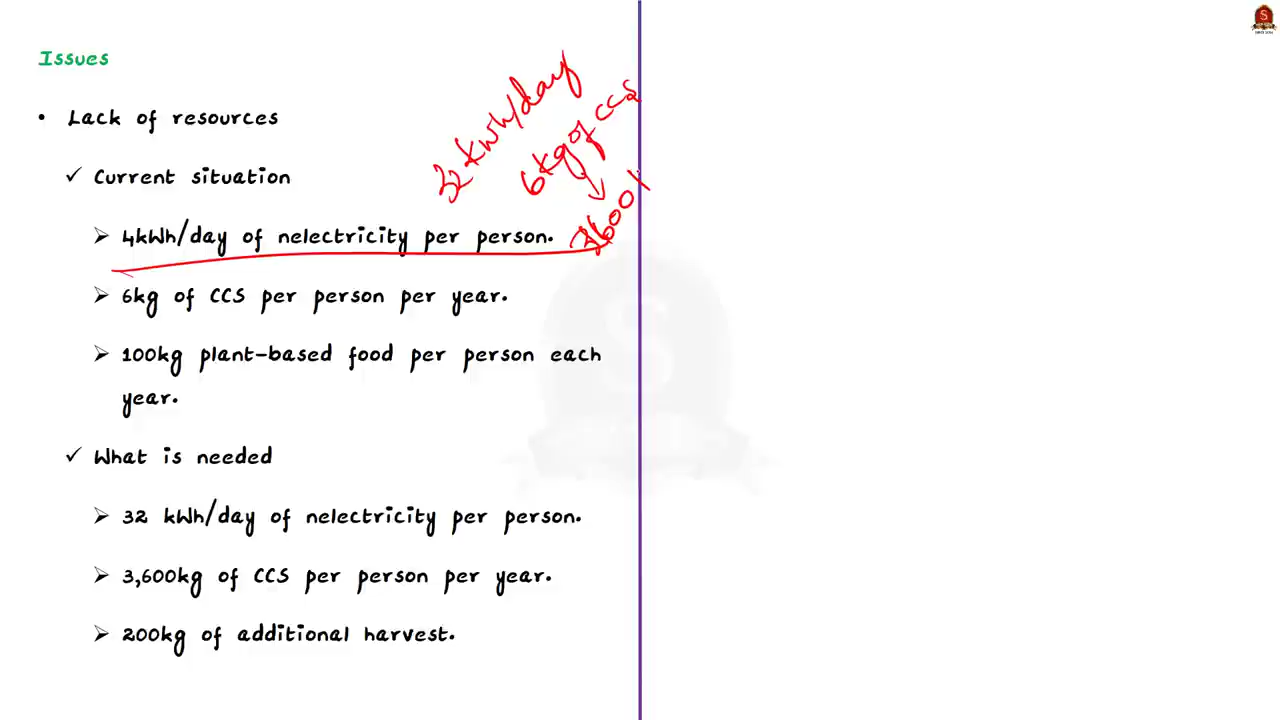 Issues
• Lack of resources
✓ Current situation
➤ 4kWh/day of nelectricity per person.
➤ 6kg of CCS per person per year.
➤ 100kg plant-based food per person each
year.
✓ What is needed
➤ 32 kWh/day of nelectricity per person.
➤ 3,600kg of CCS per person per year.
➤ 200kg of additional harvest.
32 kWh/day
6kg of CCS
S